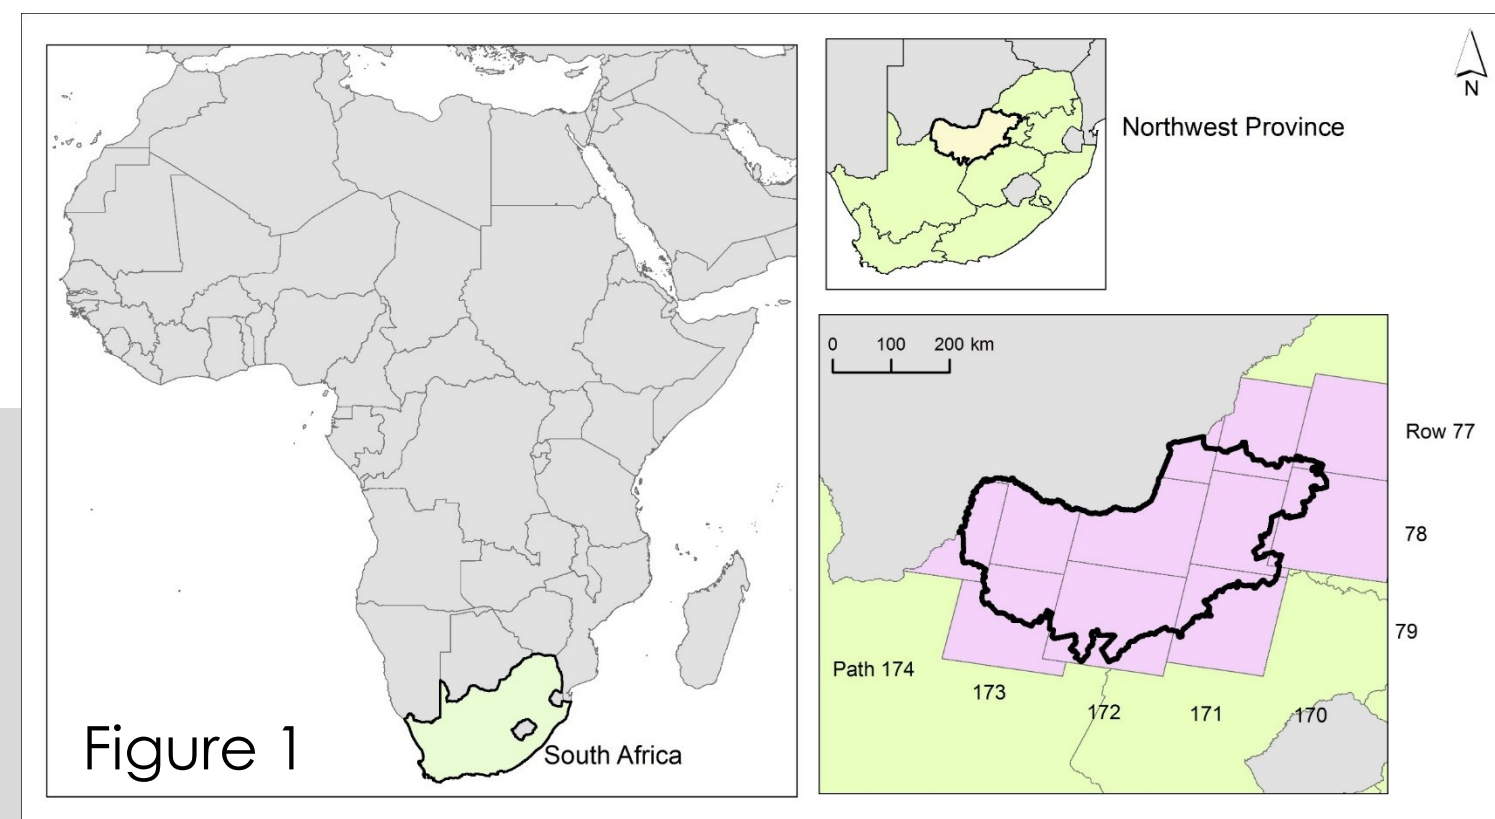 N
Northwest Province
0 100 200 km
Row 77
78
79
Path 174
173
172
171
170
South Africa
Figure 1